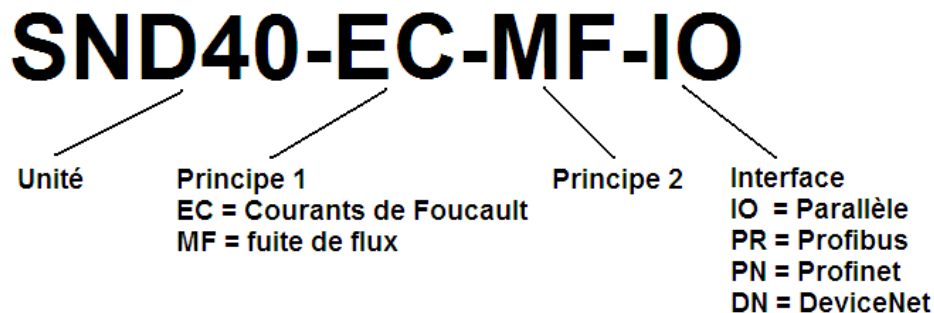 SND40-EC-MF-IO
Unité
Principe 1
EC = Courants de Foucault
MF = fuite de flux
Principe 2
Interface
IO = Parallèle
PR = Profibus
PN = Profinet
DN = DeviceNet